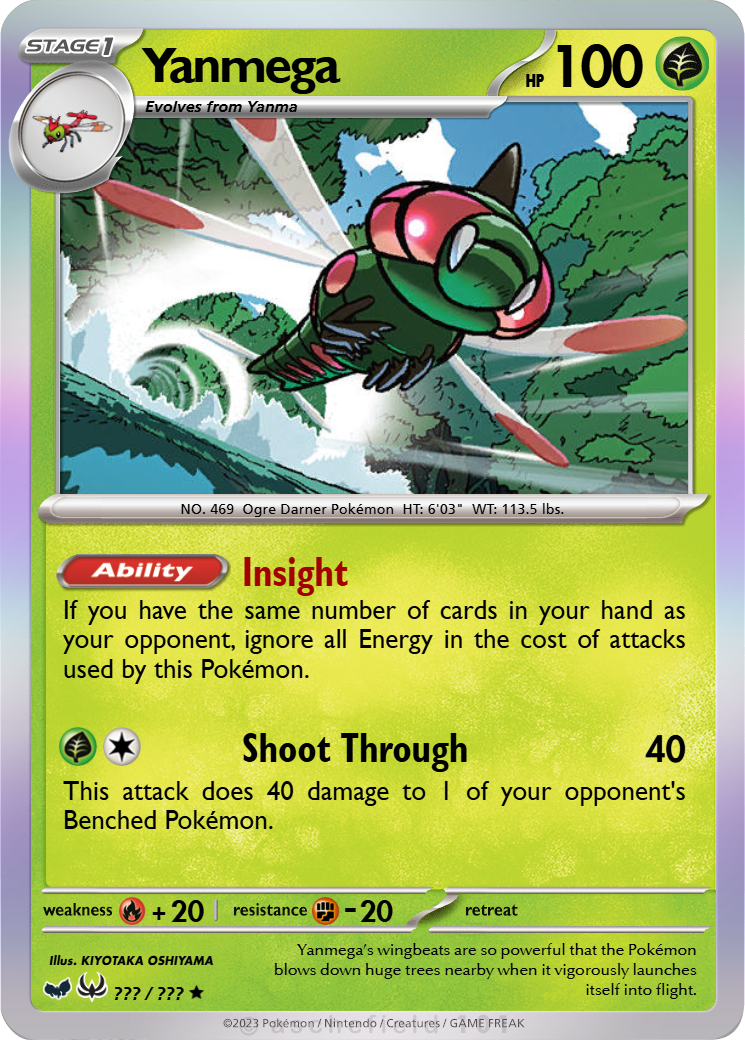 STAGE1
Yanmega
HP 100
Evolves from Yanma
NO. 469 Ogre Darner Pokémon HT: 6'03" WT: 113.5 lbs.
Ability Insight
If you have the same number of cards in your hand as
your opponent, ignore all Energy in the cost of attacks
used by this Pokémon.
Shoot Through 40
This attack does 40 damage to 1 of your opponent's
Benched Pokémon.
weakness +20 resistance -20 retreat
Illus. KIYOTAKA OSHIYAMA
??? / ???
Yanmega's wingbeats are so powerful that the Pokémon
blows down huge trees nearby when it vigorously launches
itself into flight.
©2023 Pokémon / Nintendo / Creatures / GAME FREAK